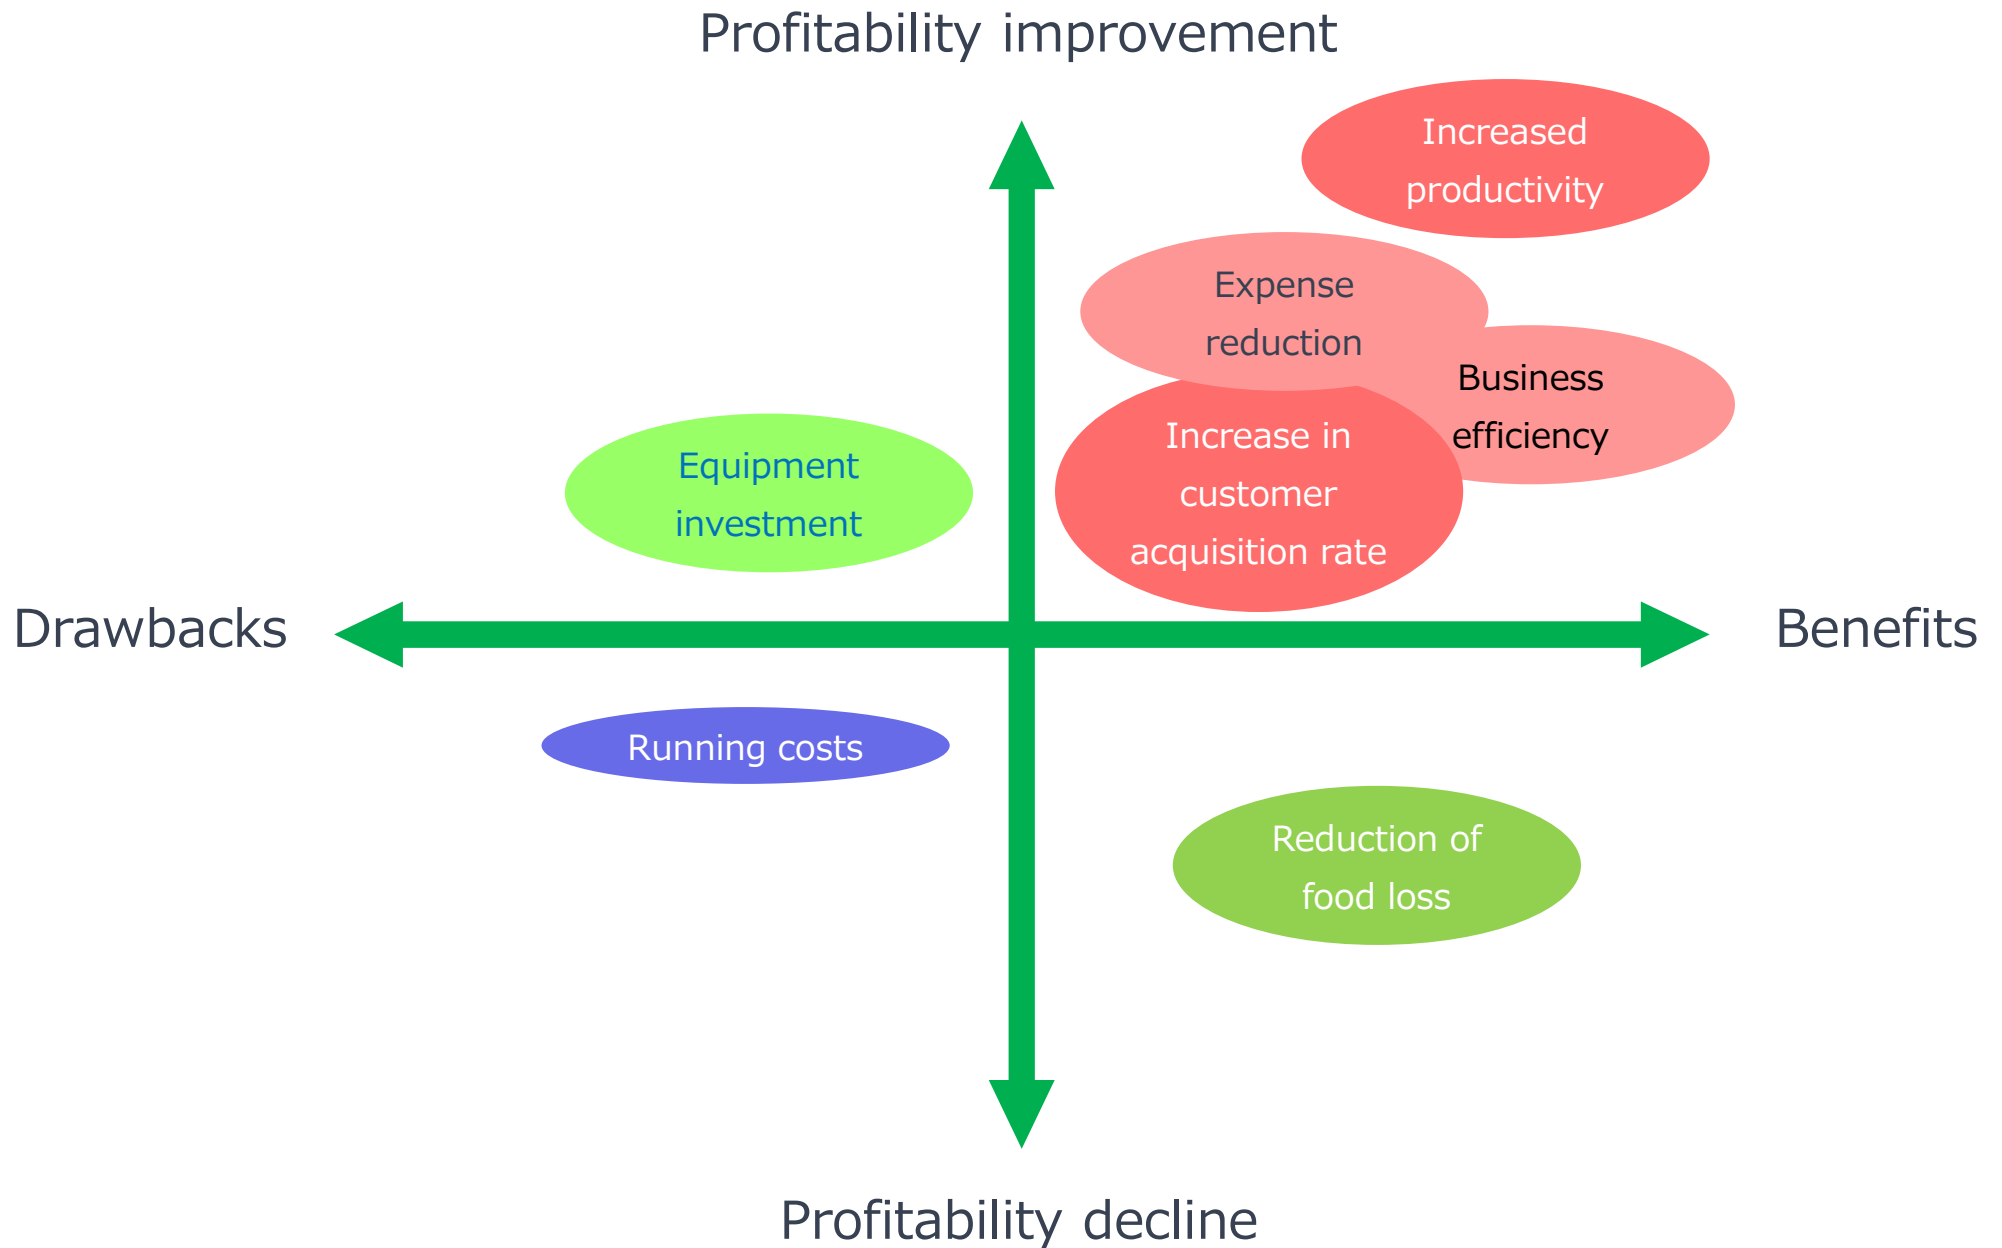 Profitability improvement
Increased
productivity
Expense
reduction
Business
efficiency
Increase in
customer
acquisition rate
Equipment
investment
Drawbacks
Benefits
Running costs
Reduction of
food loss
Profitability decline